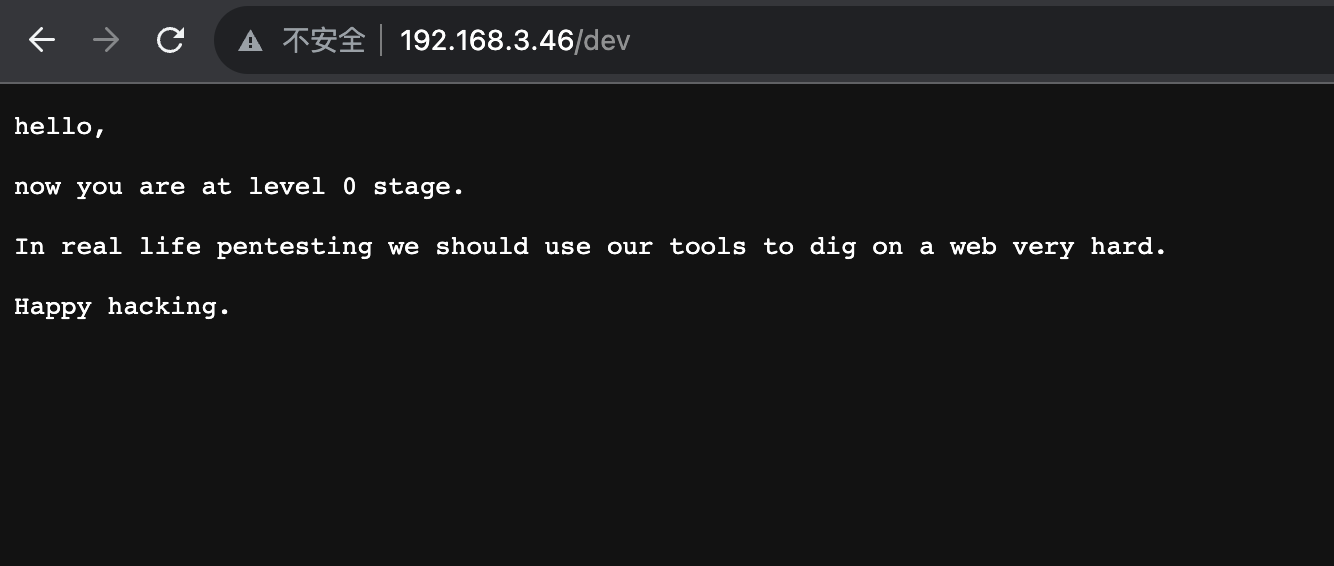 不安全 192.168.3.46/dev
hello,
now you are at level 0 stage.
In real life pentesting we should use our tools to dig on a web very hard.
Happy hacking.